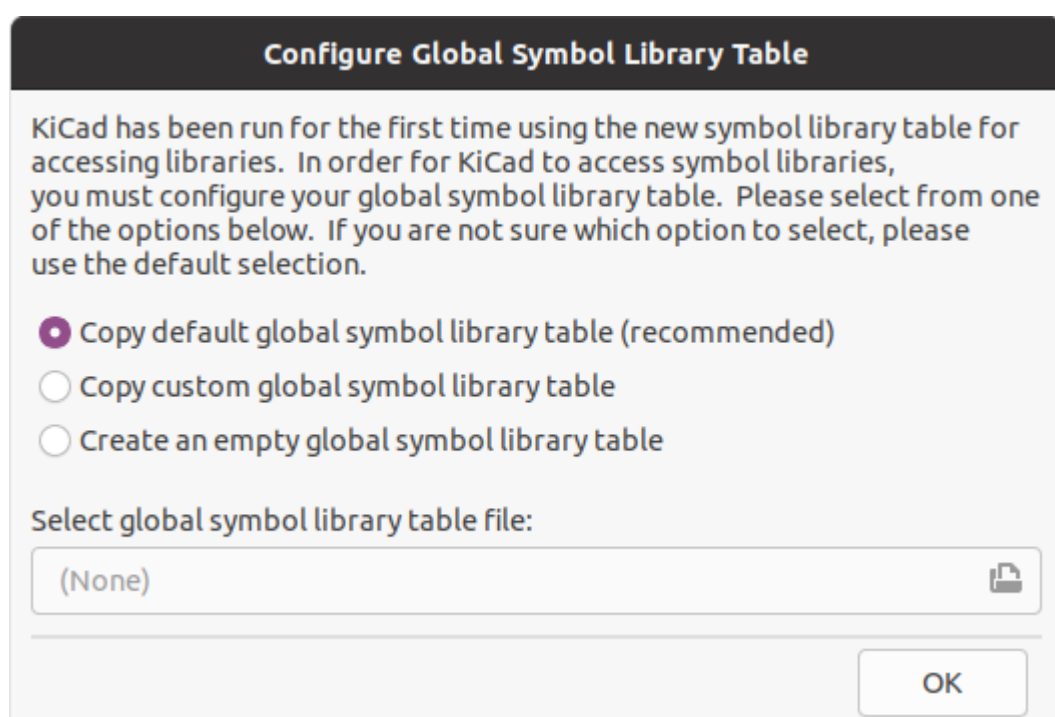 Configure Global Symbol Library Table
KiCad has been run for the first time using the new symbol library table for
accessing libraries.  In order for KiCad to access symbol libraries,
you must configure your global symbol library table.  Please select from one
of the options below.  If you are not sure which option to select, please
use the default selection.
Copy default global symbol library table (recommended)
Copy custom global symbol library table
Create an empty global symbol library table
Select global symbol library table file:
(None)
OK